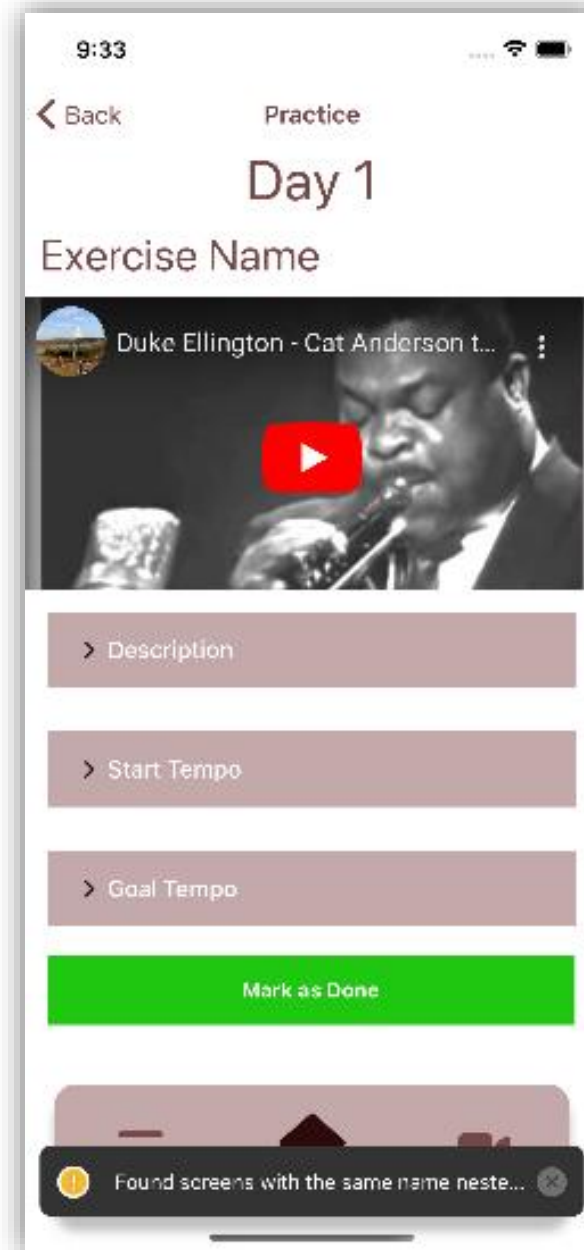 9:33
Back
Practice
Day 1
Exercise Name
Duke Ellington - Cat Anderson t...
Description
Start Tempo
Goal Tempo
Mark as Done
Found screens with the same name neste...